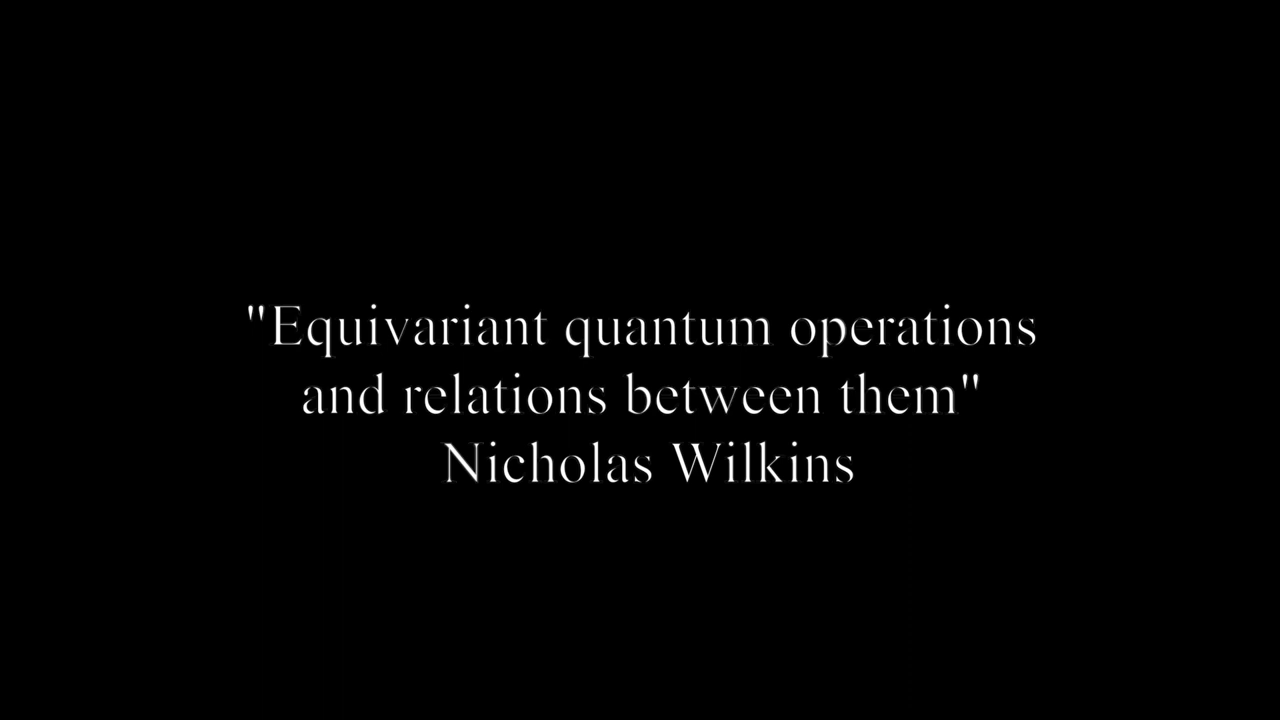 "Equivariant quantum operations
and relations between them"
Nicholas Wilkins